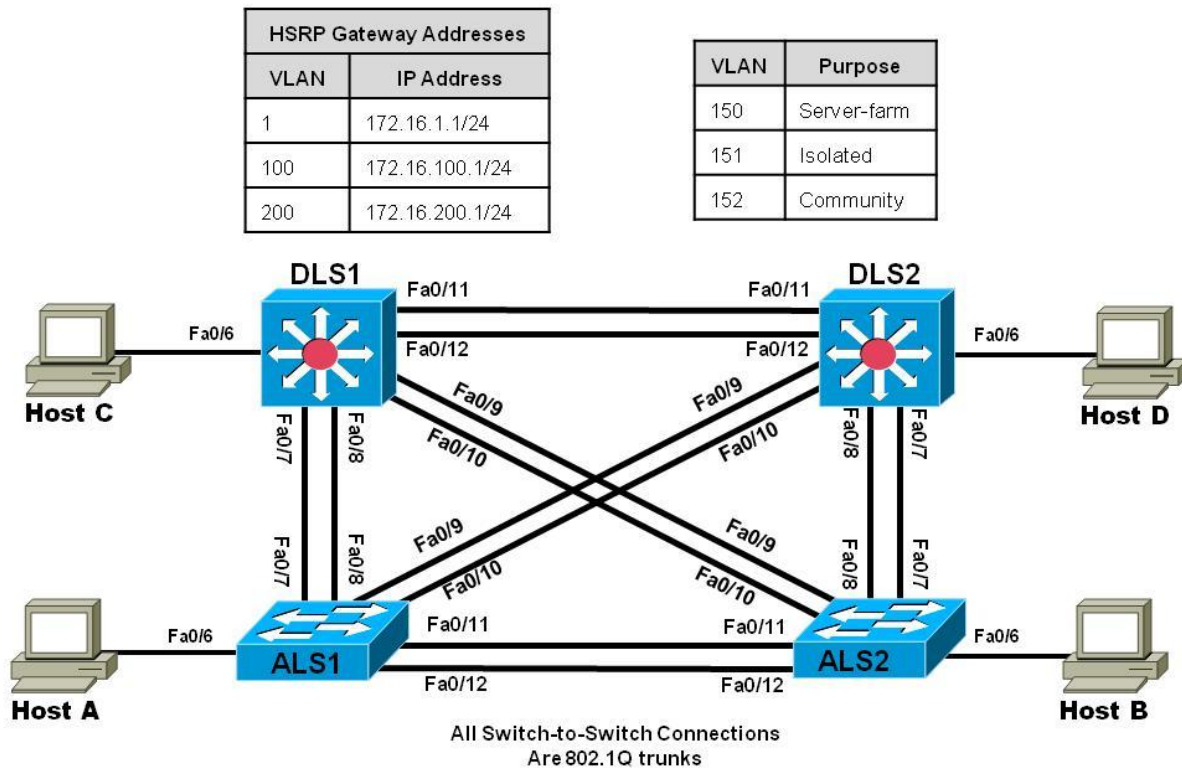 HSRP Gateway Addresses
VLAN IP Address
1 172.16.1.1/24
100 172.16.100.1/24
200 172.16.200.1/24
VLAN Purpose
150 Server-farm
151 Isolated
152 Community
DLS1
DLS2
Fa0/11
Fa0/11
Fa0/6
Fa0/12
Fa0/12
Fa0/6
Host C
Host D
Fa0/9
Fa0/10
Fa0/9
Fa0/10
Fa0/7
Fa0/8
Fa0/8
Fa0/7
Fa0/7
Fa0/8
Fa0/9
Fa0/10
Fa0/9
Fa0/10
Fa0/8
Fa0/7
Fa0/6
Fa0/11
Fa0/11
Fa0/6
ALS1
ALS2
Fa0/12
Fa0/12
Host A
Host B
All Switch-to-Switch Connections
Are 802.1Q trunks